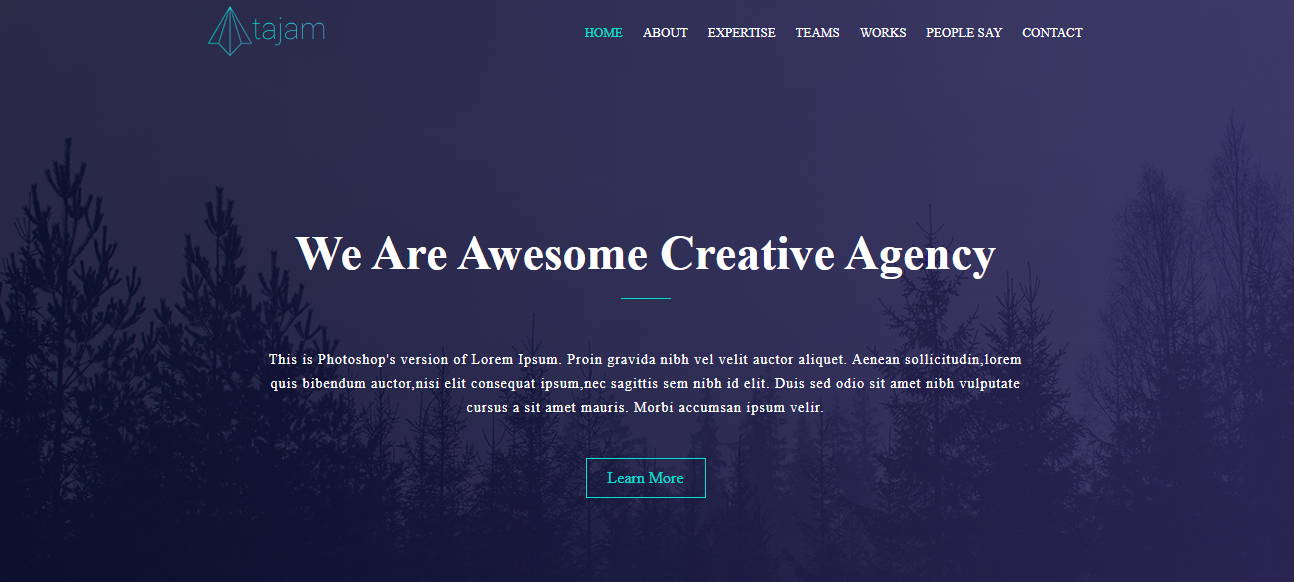 tajam
HOME ABOUT EXPERTISE TEAMS WORKS PEOPLE SAY CONTACT
We Are Awesome Creative Agency
This is Photoshop's version of Lorem Ipsum. Proin gravida nibh vel velit auctor aliquet. Aenean sollicitudin,lorem
quis bibendum auctor,nisi elit consequat ipsum,nec sagittis sem nibh id elit. Duis sed odio sit amet nibh vulputate
cursus a sit amet mauris. Morbi accumsan ipsum velir.
Learn More